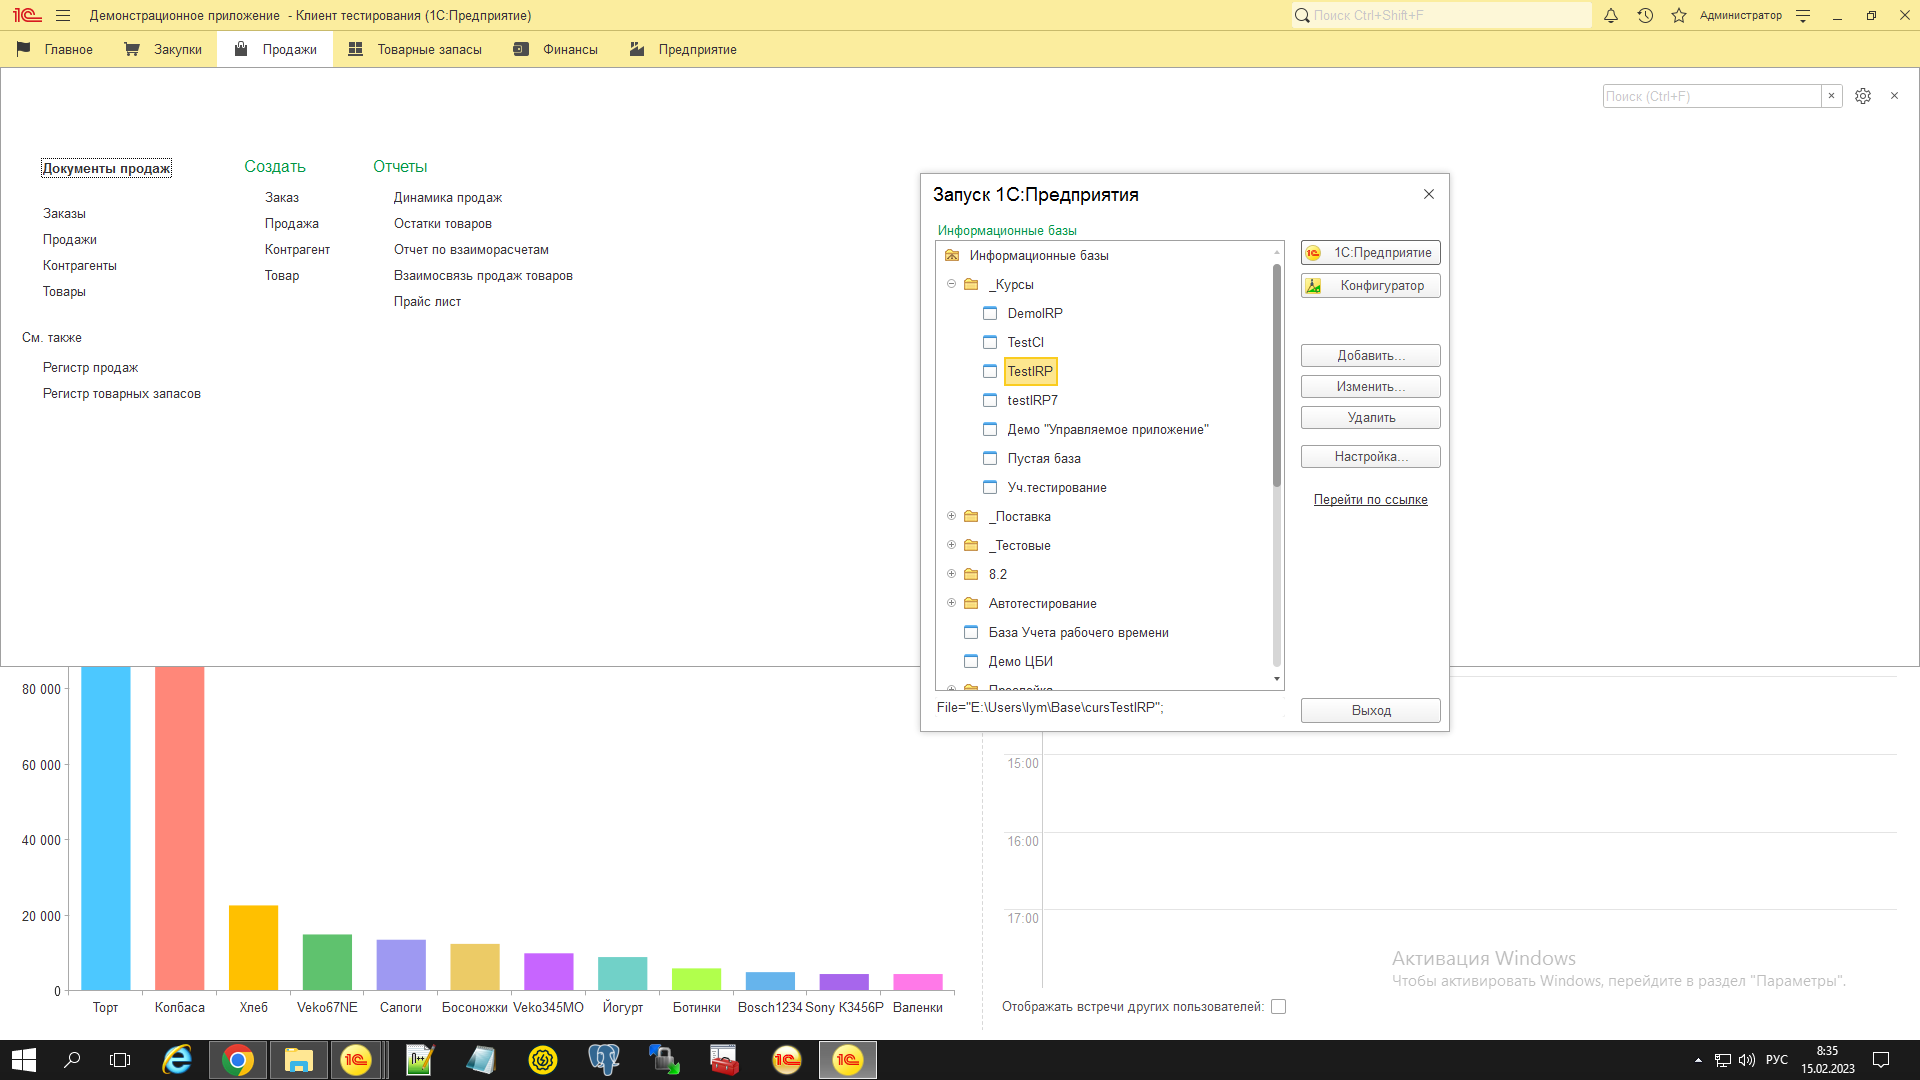 Демонстрационное приложение - Клиент тестирования (1С:Предприятие)
Поиск Ctrl+Shift+F
Администратор
Главное
Закупки
Продажи
Товарные запасы
Финансы
Предприятие
Поиск (Ctrl+F)
Документы продаж
Заказы
Продажи
Контрагенты
Товары
См. также
Регистр продаж
Регистр товарных запасов
Создать
Заказ
Продажа
Контрагент
Товар
Отчеты
Динамика продаж
Остатки товаров
Отчет по взаиморасчетам
Взаимосвязь продаж товаров
Прайс лист
Запуск 1С:Предприятия
Информационные базы
Информационные базы
_Курсы
DemoIRP
TestCI
TestIRP
testIRP7
Демо "Управляемое приложение"
Пустая база
Уч.тестирование
_Поставка
_Тестовые
8.2
Автотестирование
База Учета рабочего времени
Демо ЦБИ
File="E:\Users\lym\Base\cursTestIRP";
1С:Предприятие
Конфигуратор
Добавить...
Изменить...
Удалить
Настройка...
Перейти по ссылке
Выход
80 000
60 000
40 000
20 000
0
Торт
Колбаса
Хлеб
Veko67NE
Сапоги
Босоножки
Veko345MO
Йогурт
Ботинки
Bosch1234
Sony К3456P
Валенки
15:00
16:00
17:00
Отображать встречи других пользователей:
Активация Windows
Чтобы активировать Windows, перейдите в раздел "Параметры".
РУС
8:35
15.02.2023